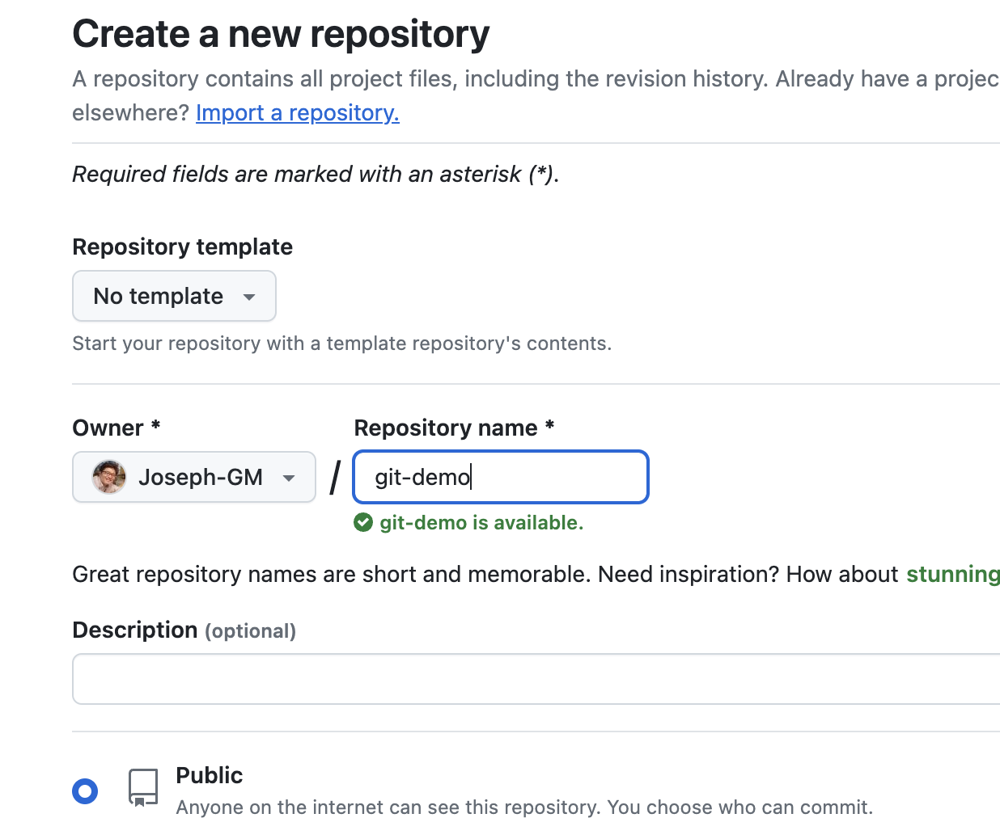 Create a new repository
A repository contains all project files, including the revision history. Already have a projec
elsewhere? Import a repository.
Required fields are marked with an asterisk (*).
Repository template
No template
Start your repository with a template repository's contents.
Owner *
Repository name *
Joseph-GM
/
git-demo
git-demo is available.
Great repository names are short and memorable. Need inspiration? How about stunning
Description (optional)
Public
Anyone on the internet can see this repository. You choose who can commit.